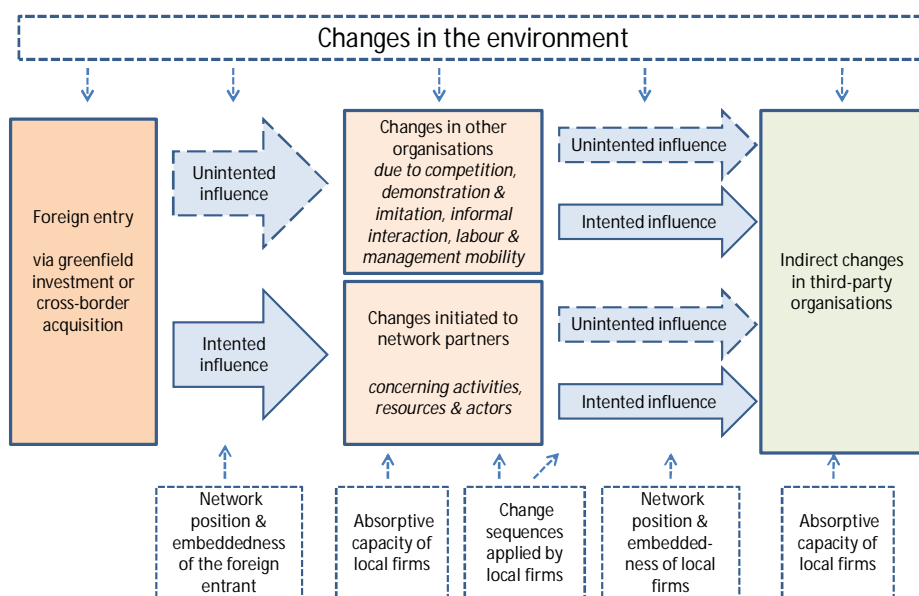 Changes in the environment
Foreign entry
via greenfield
investment or
cross-border
acquisition
Unintented
influence
Intented
influence
Changes in other
organisations
due to competition,
demonstration &
imitation, informal
interaction, labour &
management mobility
Changes initiated to
network partners
concerning activities,
resources & actors
Unintented influence
Intented influence
Unintented influence
Intented influence
Indirect changes
in third-party
organisations
Network
position &
embeddedness
of the foreign
entrant
Absorptive
capacity of
local firms
Change
sequences
applied by
local firms
Network
position &
embedded-
ness of local
firms
Absorptive
capacity of
local firms